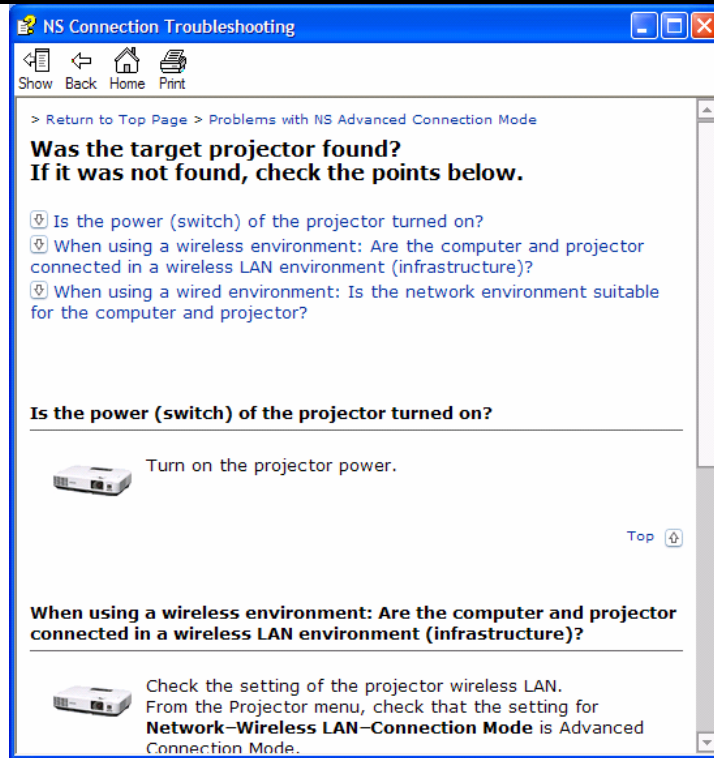 NS Connection Troubleshooting
Show Back Home Print
> Return to Top Page > Problems with NS Advanced Connection Mode
Was the target projector found?
If it was not found, check the points below.
Is the power (switch) of the projector turned on?
When using a wireless environment: Are the computer and projector
connected in a wireless LAN environment (infrastructure)?
When using a wired environment: Is the network environment suitable
for the computer and projector?
Is the power (switch) of the projector turned on?
Turn on the projector power.
Top
When using a wireless environment: Are the computer and projector
connected in a wireless LAN environment (infrastructure)?
Check the setting of the projector wireless LAN.
From the Projector menu, check that the setting for
Network–Wireless LAN–Connection Mode is Advanced
Connection Mode.